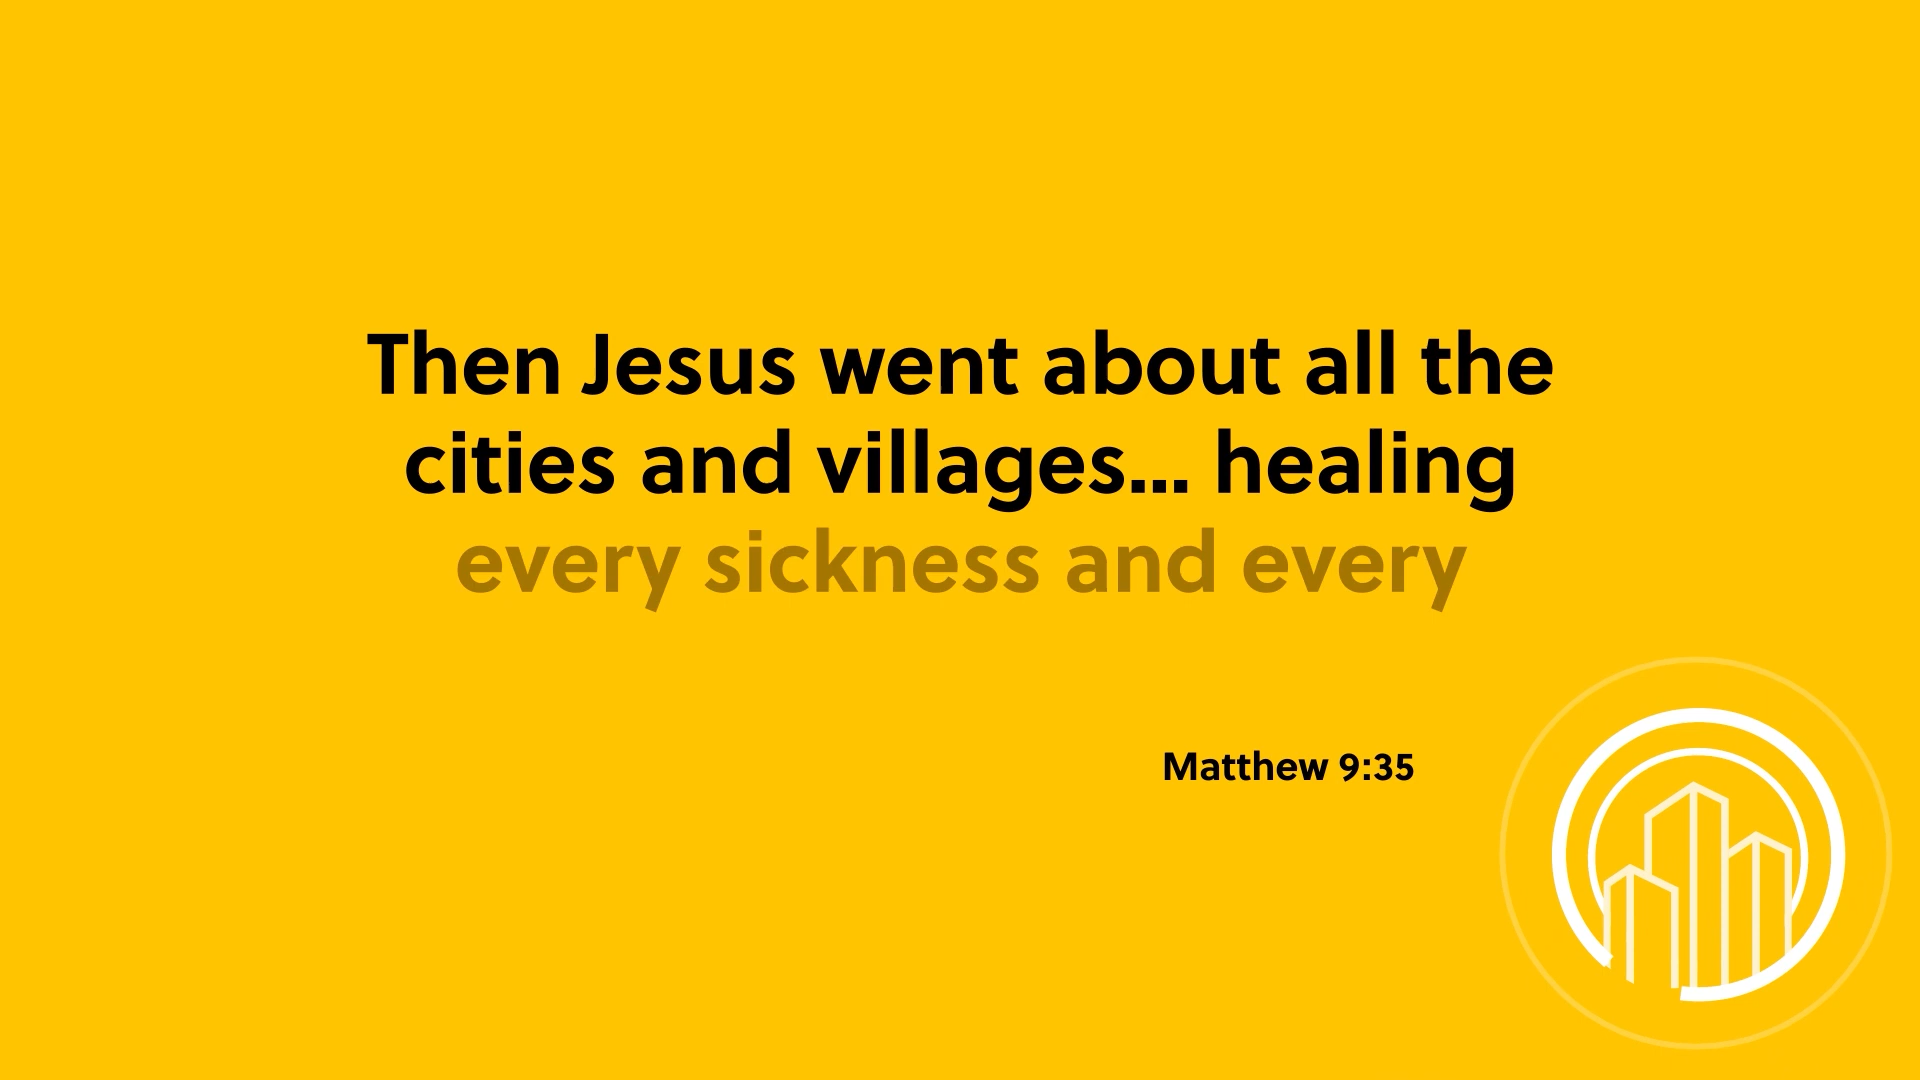 Then Jesus went about all the
cities and villages... healing
every sickness and every
Matthew 9:35